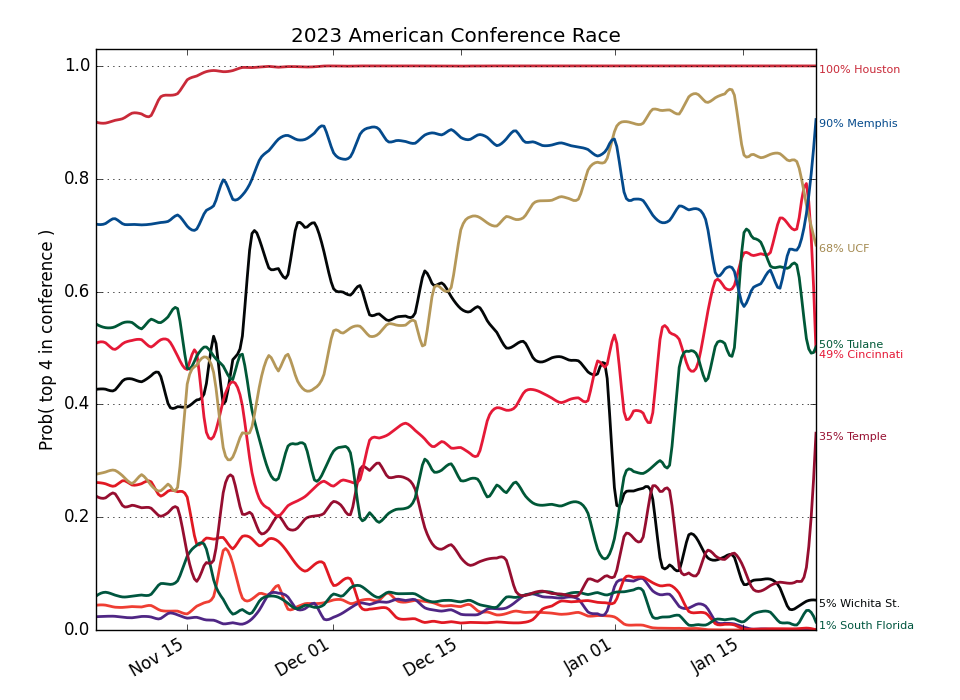 2023 American Conference Race
Prob( top 4 in conference )
1.0
0.8
0.6
0.4
0.2
0.0
100% Houston
90% Memphis
68% UCF
50% Tulane
49% Cincinnati
35% Temple
5% Wichita St.
1% South Florida
Nov 15
Dec 01
Dec 15
Jan 01
Jan 15